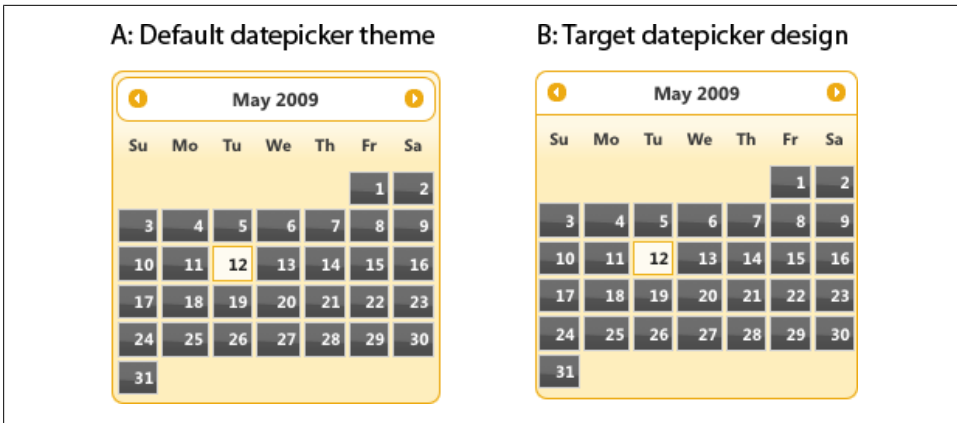 A: Default datepicker theme
May 2009
Su Mo Tu We Th Fr Sa
1 2
3 4 5 6 7 8 9
10 11 12 13 14 15 16
17 18 19 20 21 22 23
24 25 26 27 28 29 30
31
B: Target datepicker design
May 2009
Su Mo Tu We Th Fr Sa
1 2
3 4 5 6 7 8 9
10 11 12 13 14 15 16
17 18 19 20 21 22 23
24 25 26 27 28 29 30
31